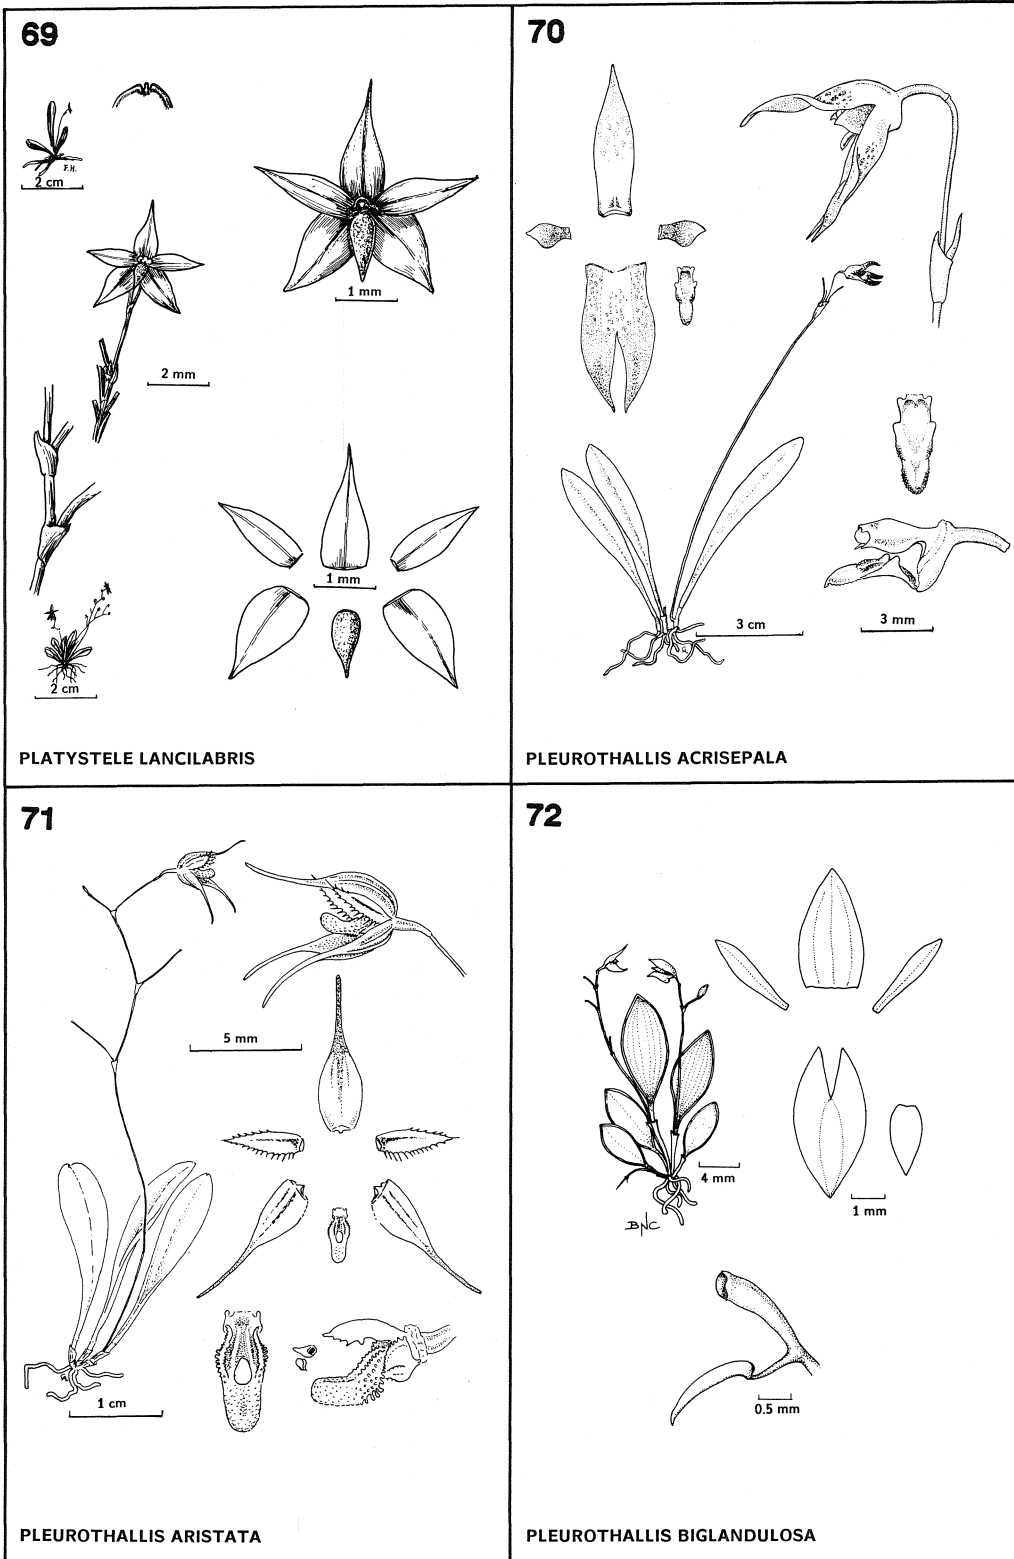 69
F.H.
2 cm
1 mm
2 mm
1 mm
2 cm
PLATYSTELE LANCILABRIS
70
3 cm
3 mm
PLEUROTHALLIS ACRISEPALA
71
5 mm
1 cm
PLEUROTHALLIS ARISTATA
72
4 mm
BNC
1 mm
0.5 mm
PLEUROTHALLIS BIGLANDULOSA